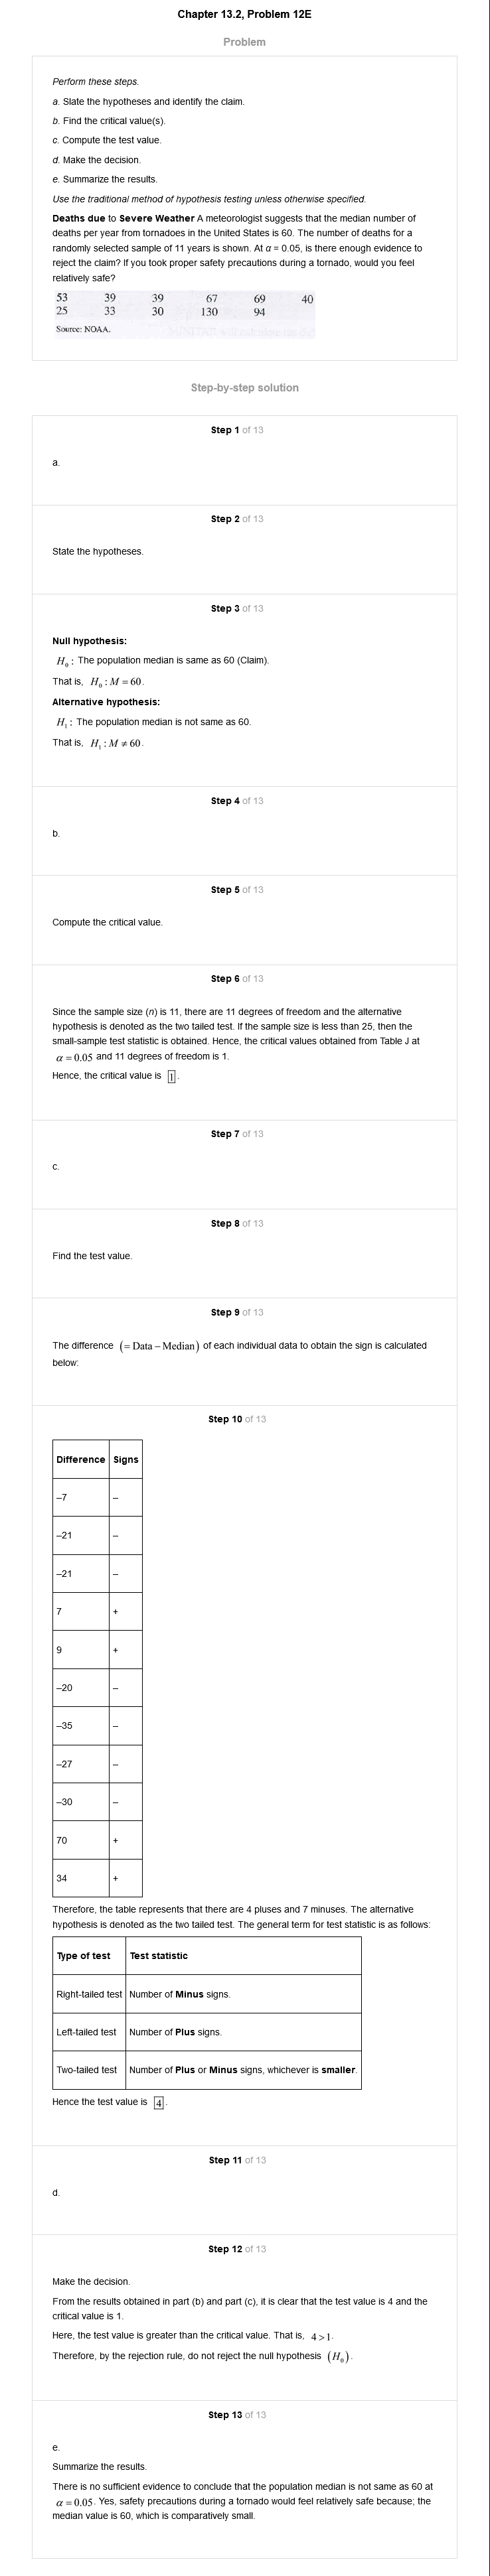 Chapter 13.2, Problem 12E
Problem
Perform these steps.
a. Slate the hypotheses and identify the claim.
b. Find the critical value(s).
c. Compute the test value.
d. Make the decision.
e. Summarize the results.
Use the traditional method of hypothesis testing unless otherwise specified.
Deaths due to Severe Weather A meteorologist suggests that the median number of
deaths per year from tornadoes in the United States is 60. The number of deaths for a
randomly selected sample of 11 years is shown. At α = 0.05, is there enough evidence to
reject the claim? If you took proper safety precautions during a tornado, would you feel
relatively safe?
53 39 39 67 69 40
25 33 30 130 94
Source: NOAA.
Step-by-step solution
Step 1 of 13
a.
Step 2 of 13
State the hypotheses.
Step 3 of 13
Null hypothesis:
H₀ : The population median is same as 60 (Claim).
That is, H₀ : M = 60.
Alternative hypothesis:
H₁ : The population median is not same as 60.
That is, H₁ : M ≠ 60.
Step 4 of 13
b.
Step 5 of 13
Compute the critical value.
Step 6 of 13
Since the sample size (n) is 11, there are 11 degrees of freedom and the alternative
hypothesis is denoted as the two tailed test. If the sample size is less than 25, then the
small-sample test statistic is obtained. Hence, the critical values obtained from Table J at
α = 0.05 and 11 degrees of freedom is 1.
Hence, the critical value is 1.
Step 7 of 13
c.
Step 8 of 13
Find the test value.
Step 9 of 13
The difference (= Data − Median) of each individual data to obtain the sign is calculated
below:
Step 10 of 13
Difference Signs
–7 –
–21 –
–21 –
7 +
9 +
–20 –
–35 –
–27 –
–30 –
70 +
34 +
Therefore, the table represents that there are 4 pluses and 7 minuses. The alternative
hypothesis is denoted as the two tailed test. The general term for test statistic is as follows:
Type of test Test statistic
Right-tailed test Number of Minus signs.
Left-tailed test Number of Plus signs.
Two-tailed test Number of Plus or Minus signs, whichever is smaller.
Hence the test value is 4.
Step 11 of 13
d.
Step 12 of 13
Make the decision.
From the results obtained in part (b) and part (c), it is clear that the test value is 4 and the
critical value is 1.
Here, the test value is greater than the critical value. That is, 4 > 1.
Therefore, by the rejection rule, do not reject the null hypothesis (H₀).
Step 13 of 13
e.
Summarize the results.
There is no sufficient evidence to conclude that the population median is not same as 60 at
α = 0.05. Yes, safety precautions during a tornado would feel relatively safe because; the
median value is 60, which is comparatively small.